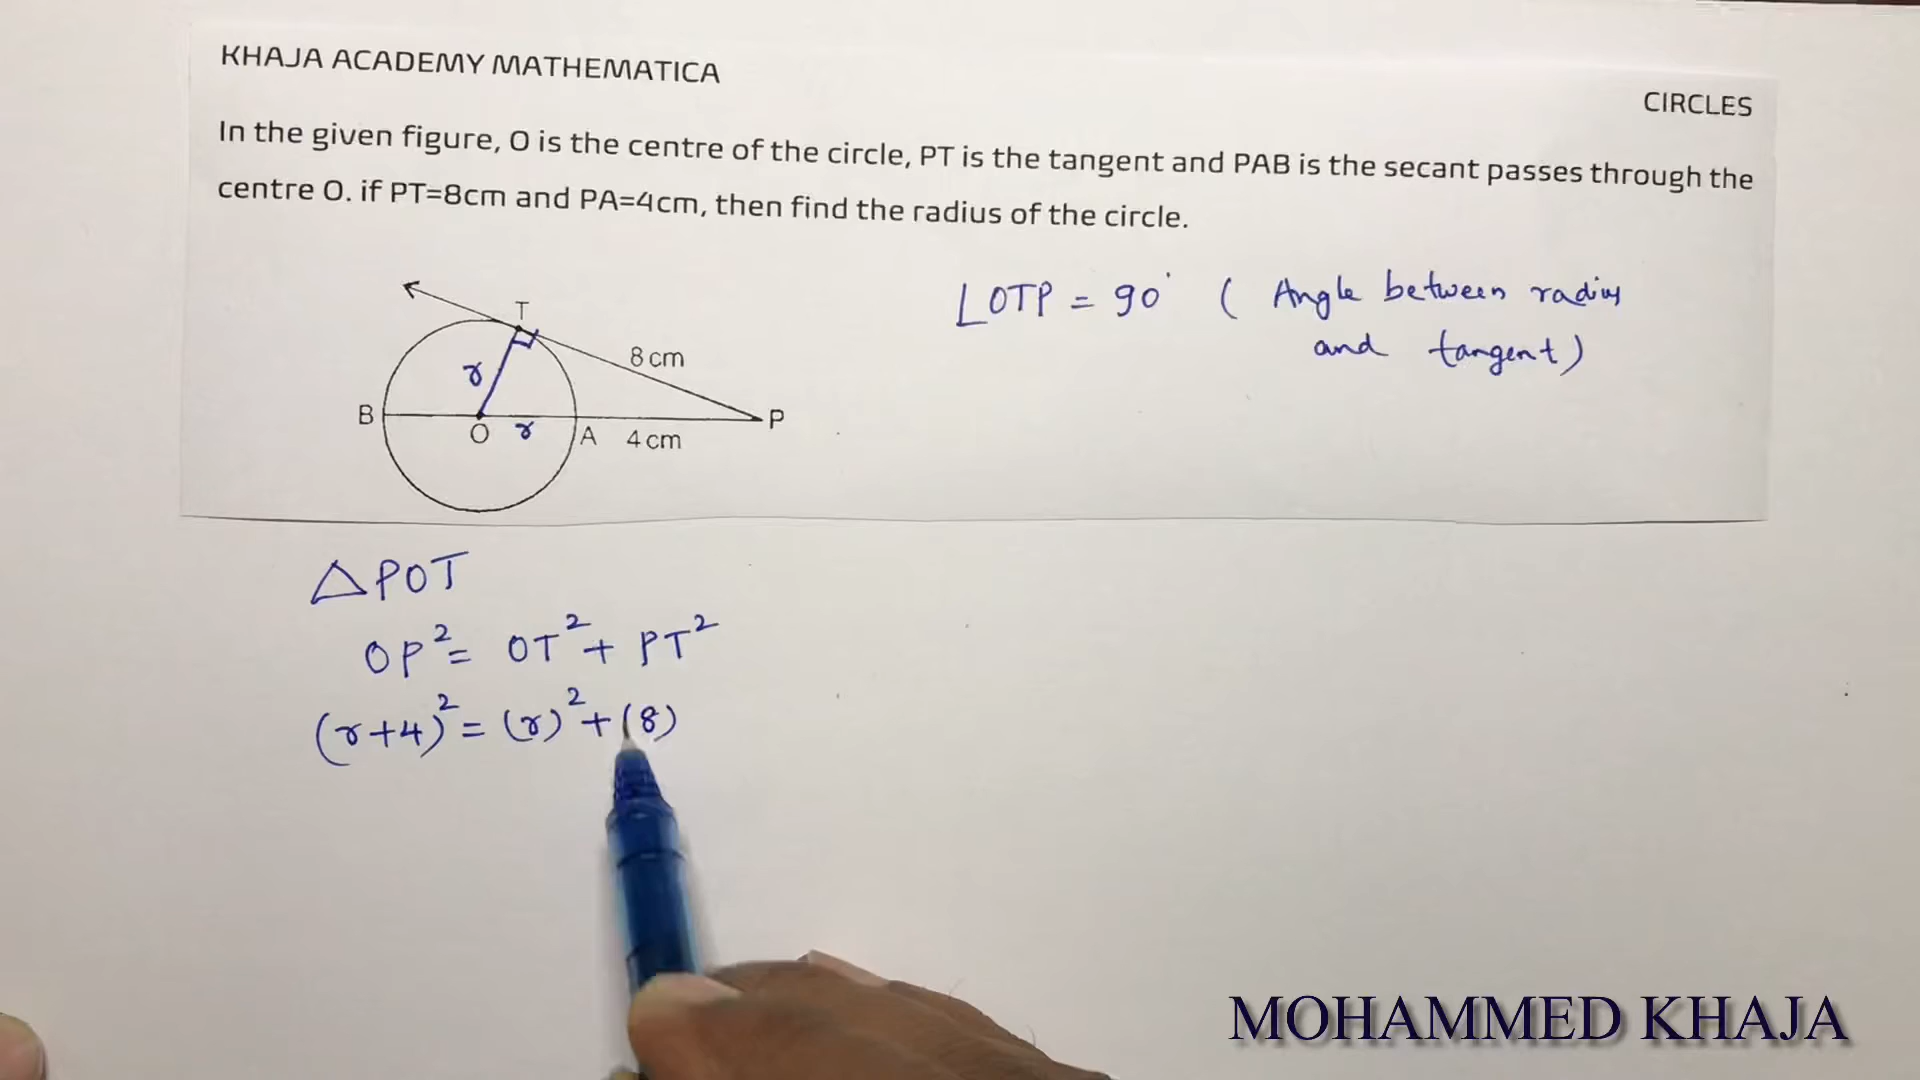 KHAJA ACADEMY MATHEMATICA
CIRCLES
In the given figure, O is the centre of the circle, PT is the tangent and PAB is the secant passes through the
centre O. if PT=8cm and PA=4cm, then find the radius of the circle.
∠OTP = 90° ( Angle between radius
and tangent)
T
8 cm
r
B
O r A 4 cm
P
△POT
OP² = OT² + PT²
(r+4)² = (r)² + (8)
MOHAMMED KHAJA